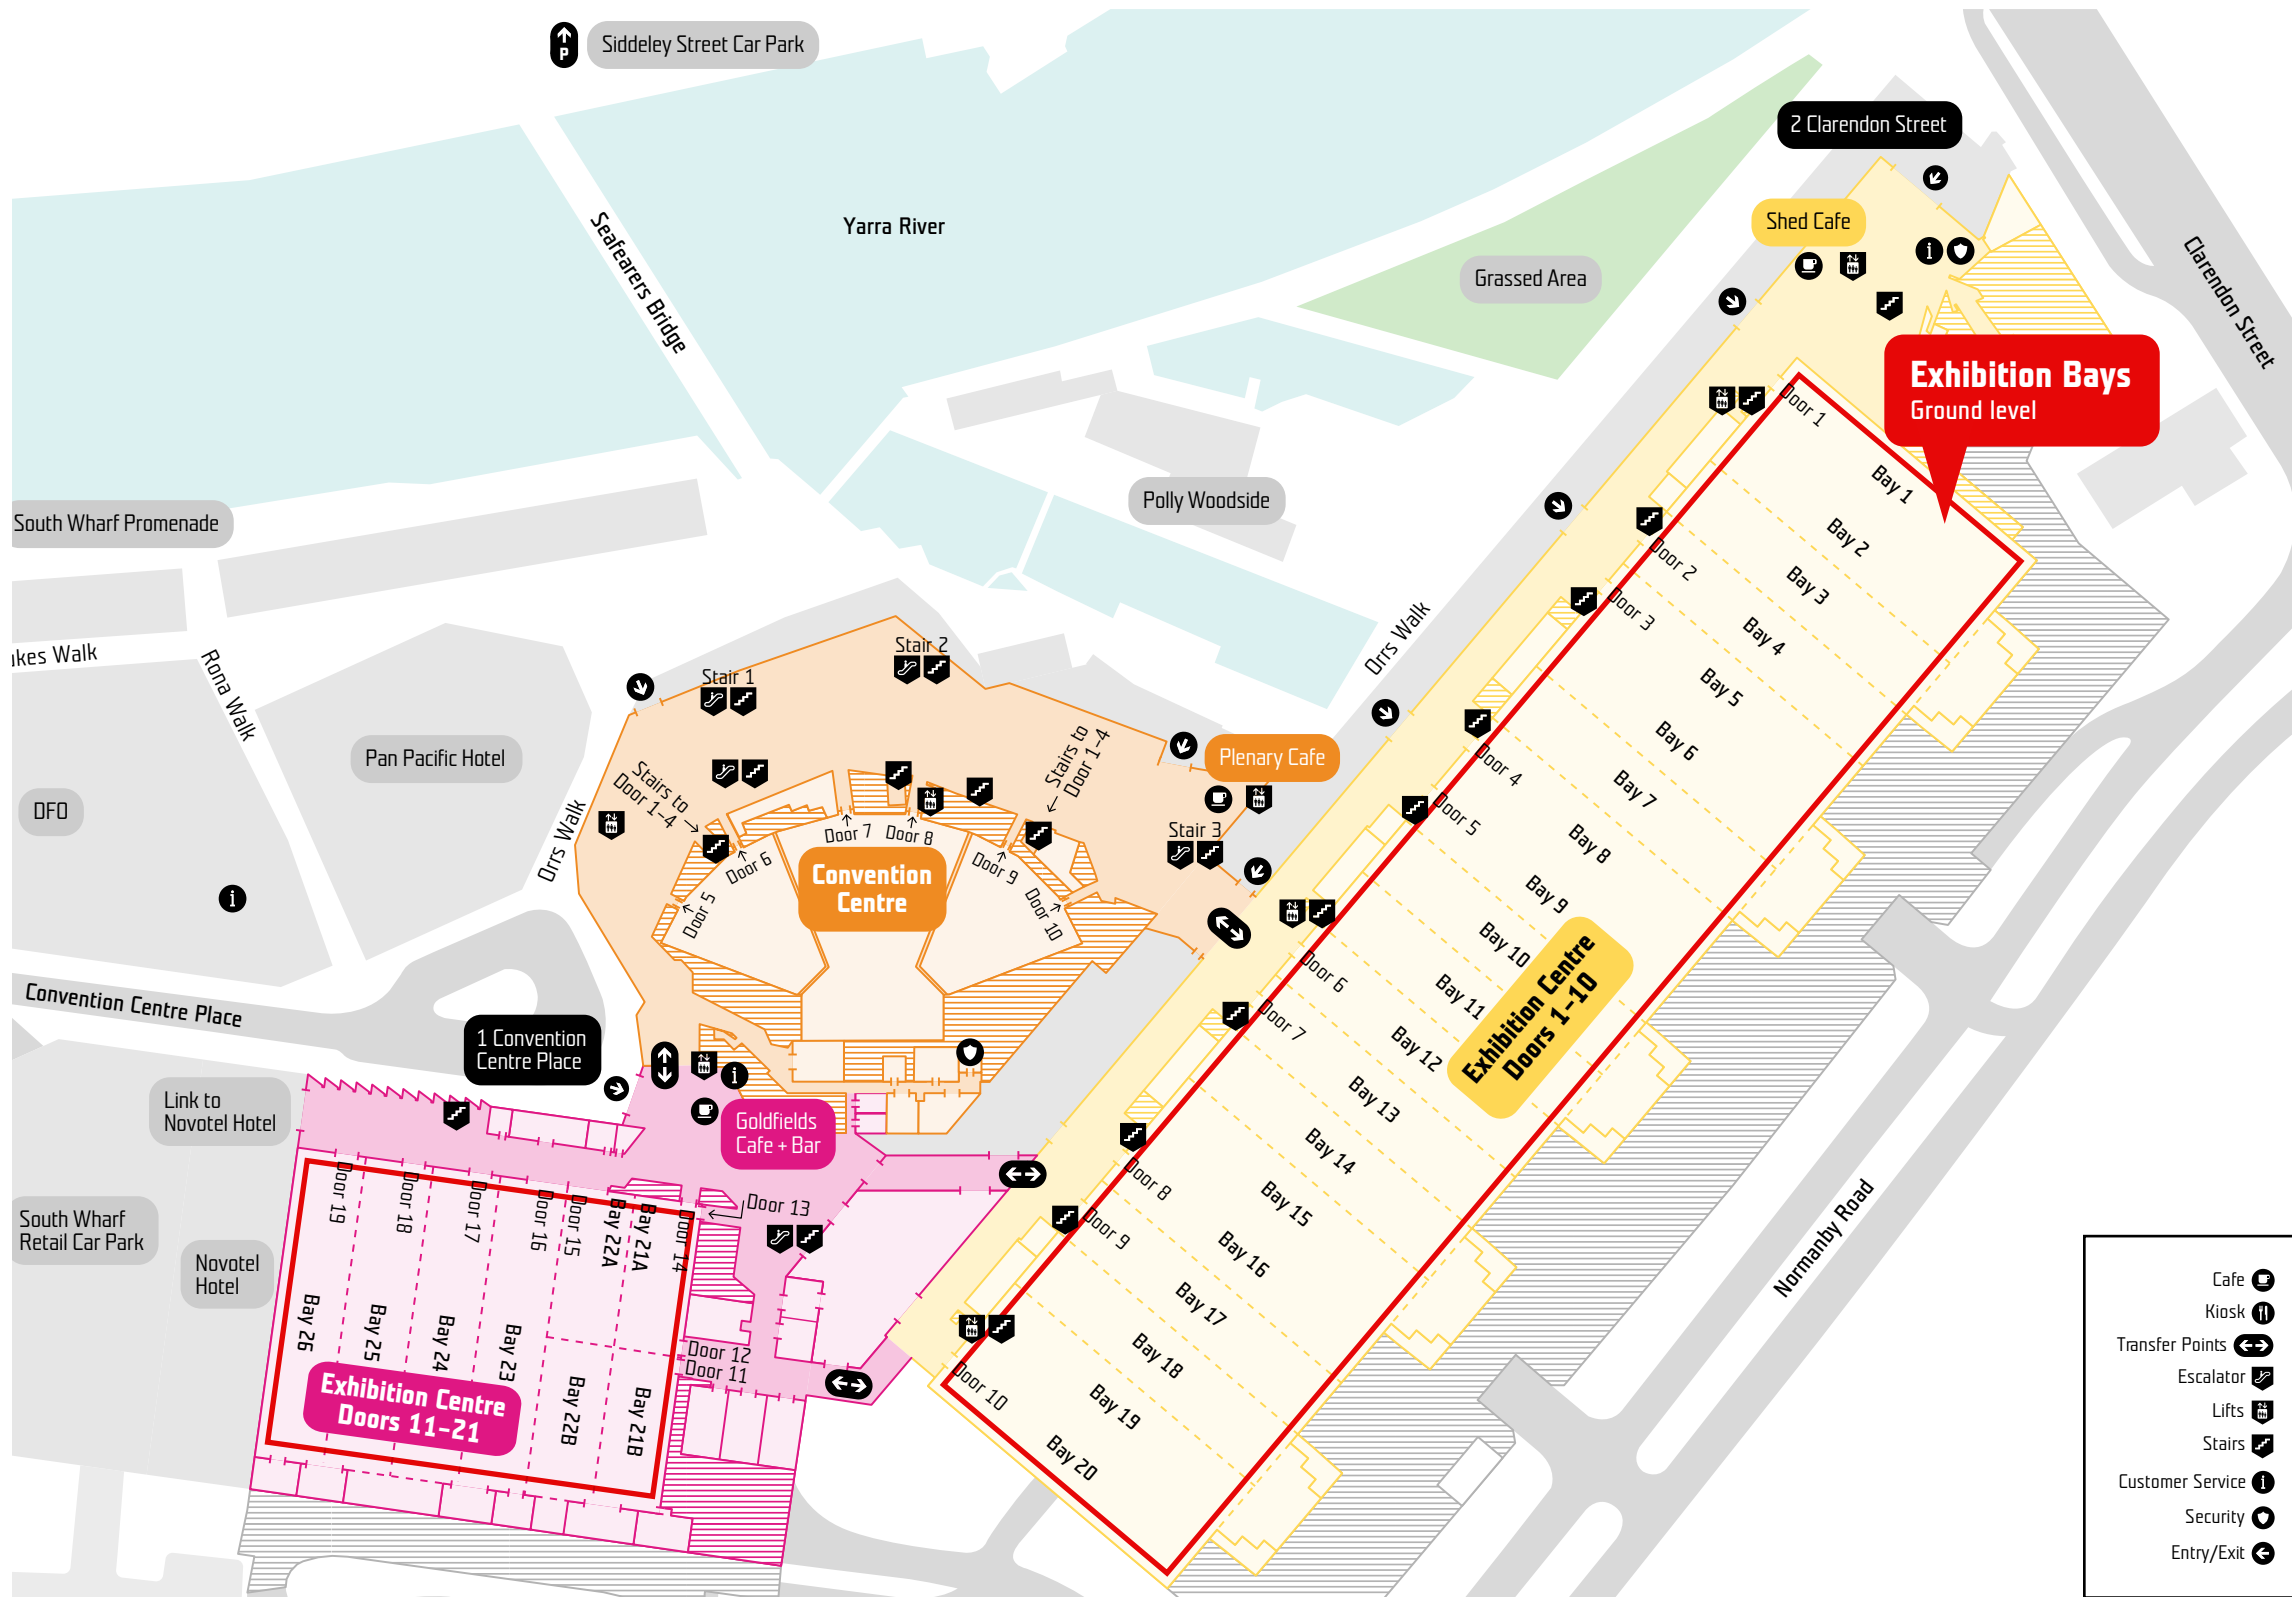 P
Siddeley Street Car Park
2 Clarendon Street
Shed Cafe
Yarra River
Seafearers Bridge
Grassed Area
Clarendon Street
Exhibition Bays
Ground level
Polly Woodside
South Wharf Promenade
Orrs Walk
Door 1
Door 2
Door 3
Door 4
Door 5
Door 6
Door 7
Door 8
Door 9
Door 10
Bay 1
Bay 2
Bay 3
Bay 4
Bay 5
Bay 6
Bay 7
Bay 8
Bay 9
Bay 10
Bay 11
Bay 12
Bay 13
Bay 14
Bay 15
Bay 16
Bay 17
Bay 18
Bay 19
Bay 20
Exhibition Centre
Doors 1-10
Normanby Road
ukes Walk
Rona Walk
Pan Pacific Hotel
DFO
Orrs Walk
Stair 1
Stair 2
Stairs to
Door 1-4
Stairs to
Door 1-4
Plenary Cafe
Stair 3
Door 5
Door 6
Door 7
Door 8
Door 9
Door 10
Convention
Centre
Convention Centre Place
1 Convention
Centre Place
Goldfields
Cafe + Bar
Link to
Novotel Hotel
South Wharf
Retail Car Park
Novotel
Hotel
Door 19
Door 18
Door 17
Door 16
Door 15
Bay 22A
Bay 21A
Door 14
Door 13
Door 12
Door 11
Bay 26
Bay 25
Bay 24
Bay 23
Bay 22B
Bay 21B
Exhibition Centre
Doors 11-21
Cafe
Kiosk
Transfer Points
Escalator
Lifts
Stairs
Customer Service
Security
Entry/Exit